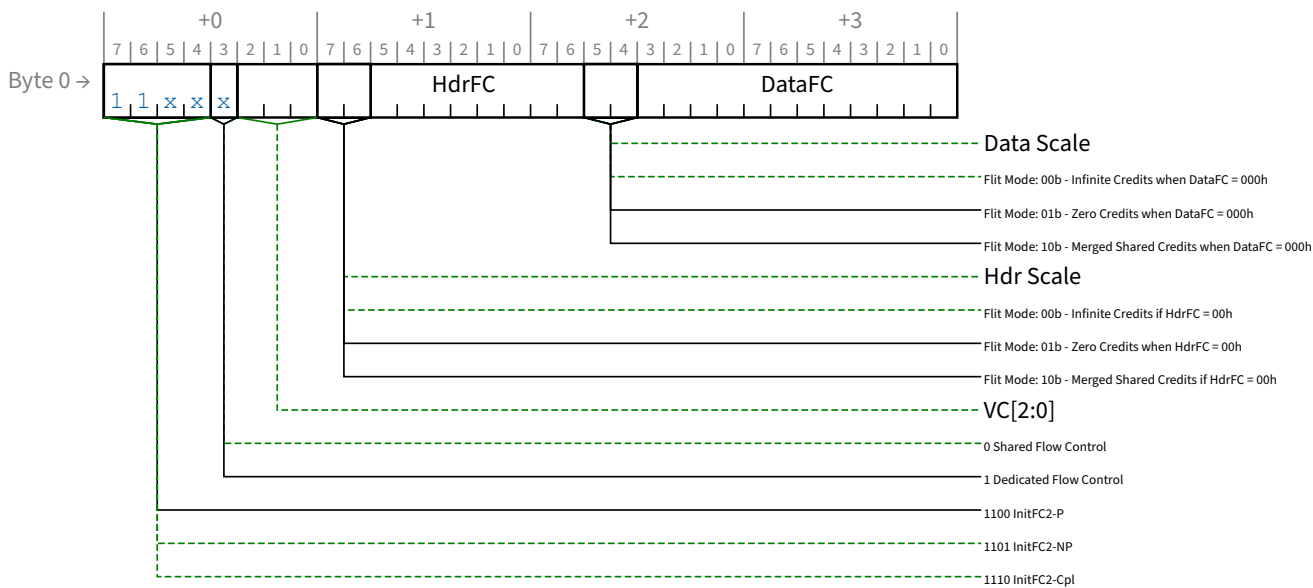 +0 +1 +2 +3
7 6 5 4 3 2 1 0 7 6 5 4 3 2 1 0 7 6 5 4 3 2 1 0 7 6 5 4 3 2 1 0
Byte 0 → 1 1 x x x HdrFC DataFC
Data Scale
Flit Mode: 00b - Infinite Credits when DataFC = 000h
Flit Mode: 01b - Zero Credits when DataFC = 000h
Flit Mode: 10b - Merged Shared Credits when DataFC = 000h
Hdr Scale
Flit Mode: 00b - Infinite Credits if HdrFC = 00h
Flit Mode: 01b - Zero Credits when HdrFC = 00h
Flit Mode: 10b - Merged Shared Credits if HdrFC = 00h
VC[2:0]
0 Shared Flow Control
1 Dedicated Flow Control
1100 InitFC2-P
1101 InitFC2-NP
1110 InitFC2-Cpl